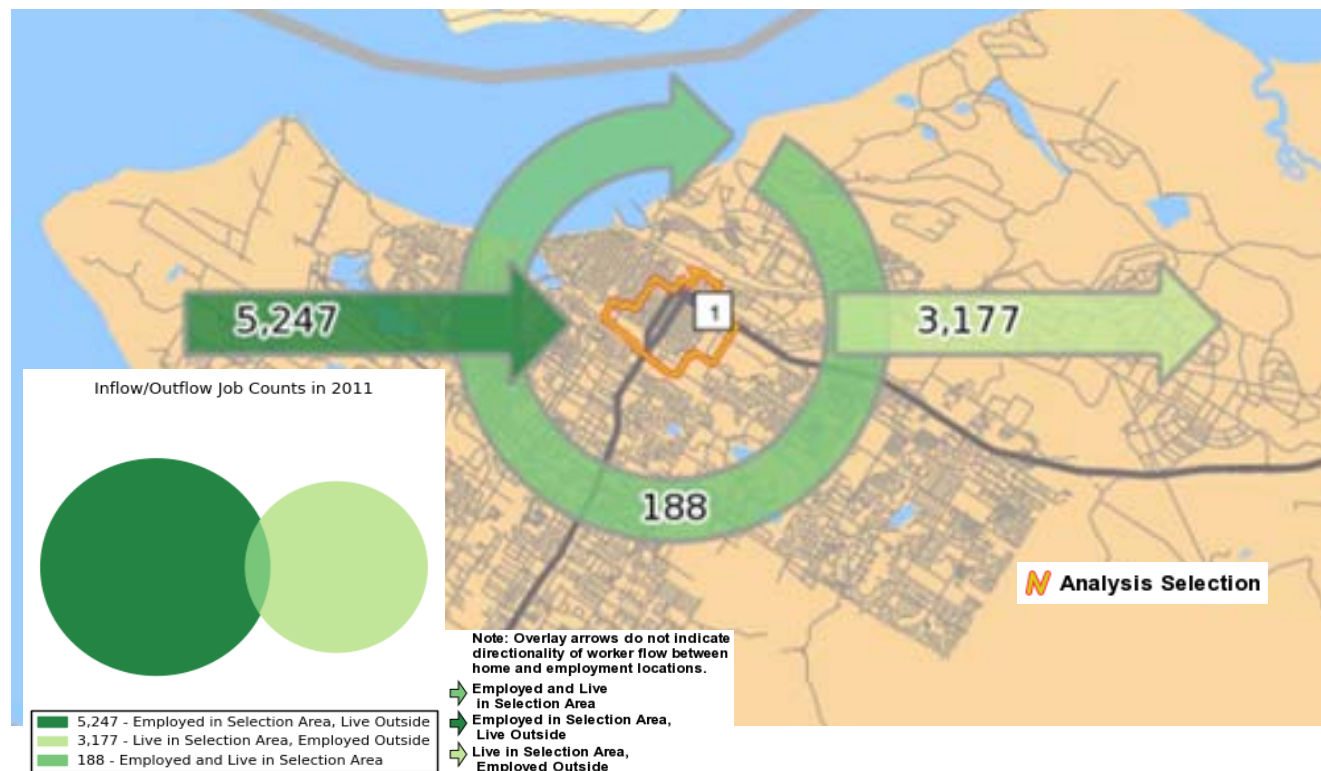 5,247
1
3,177
188
Inflow/Outflow Job Counts in 2011
5,247 - Employed in Selection Area, Live Outside
3,177 - Live in Selection Area, Employed Outside
188 - Employed and Live in Selection Area
Note: Overlay arrows do not indicate
directionality of worker flow between
home and employment locations.
Employed and Live
in Selection Area
Employed in Selection Area,
Live Outside
Live in Selection Area,
Employed Outside
Analysis Selection